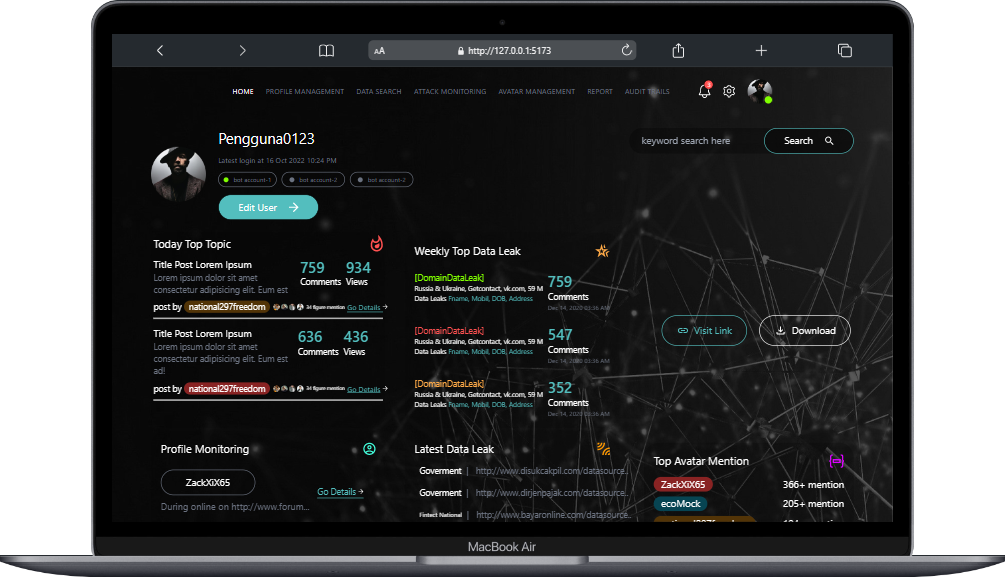 AA http://127.0.0.1:5173
HOME PROFILE MANAGEMENT DATA SEARCH ATTACK MONITORING AVATAR MANAGEMENT REPORT AUDIT TRAILS
Pengguna0123
Latest login at 16 Oct 2022 10:24 PM
bot account-1 bot account-2 bot account-2
Edit User
keyword search here
Search
Today Top Topic
Title Post Lorem Ipsum
Lorem ipsum dolor sit amet
consectetur adipisicing elit. Eum est
759 934
Comments Views
post by national297freedom 34 figure mention Go Details
Title Post Lorem Ipsum
Lorem ipsum dolor sit amet
consectetur adipisicing elit. Eum est
ad!
636 436
Comments Views
post by national297freedom 34 figure mention Go Details
Weekly Top Data Leak
[DomainDataLeak]
Russia & Ukraine, Getcontact, vk.com, 59 M
Data Leaks Fname, Mobil, DOB, Address
759
Comments
Dec 14, 2020 03:36 AM
[DomainDataLeak]
Russia & Ukraine, Getcontact, vk.com, 59 M
Data Leaks Fname, Mobil, DOB, Address
547
Comments
Dec 14, 2020 03:36 AM
[DomainDataLeak]
Russia & Ukraine, Getcontact, vk.com, 59 M
Data Leaks Fname, Mobil, DOB, Address
352
Comments
Dec 14, 2020 03:36 AM
Visit Link
Download
Profile Monitoring
ZackXiX65
Go Details
During online on http://www.forum...
Latest Data Leak
Goverment | http://www.disukcakpil.com/datasource..
Goverment | http://www.dirjenpajak.com/datasource..
Fintect National | http://www.bayaronline.com/datasource..
Top Avatar Mention
ZackXiX65 366+ mention
ecoMock 205+ mention
MacBook Air